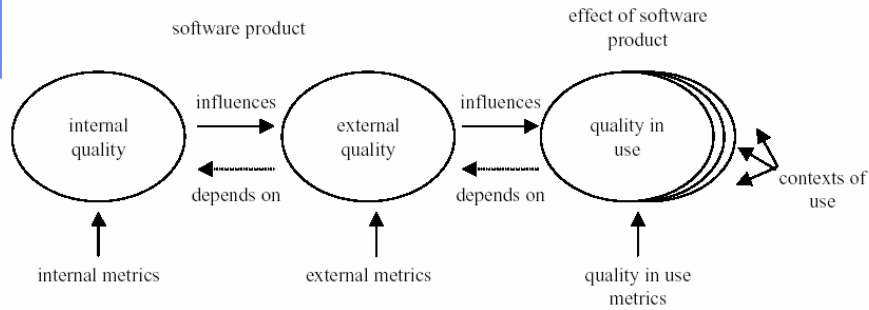 software product
effect of software
product
internal
quality
influences
external
quality
influences
quality in
use
depends on
depends on
contexts of
use
internal metrics
external metrics
quality in use
metrics